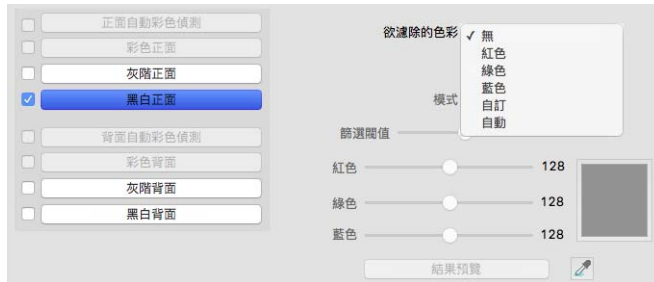 正面自動彩色偵測
彩色正面
灰階正面
黑白正面
背面自動彩色偵測
彩色背面
灰階背面
黑白背面
欲濾除的色彩
✓ 無
紅色
綠色
藍色
自訂
自動
模式
篩選閥值
紅色 128
綠色 128
藍色 128
結果預覽